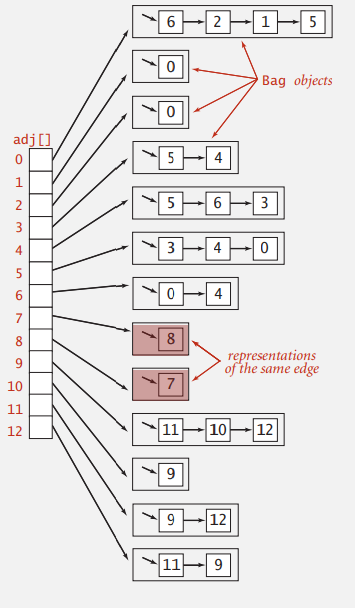 6 2 1 5
0
Bag objects
0
adj[]
0
5 4
1
2
5 6 3
3
4
3 4 0
5
6
0 4
7
8
8
representations
of the same edge
9
7
10
11
11 10 12
12
9
9 12
11 9